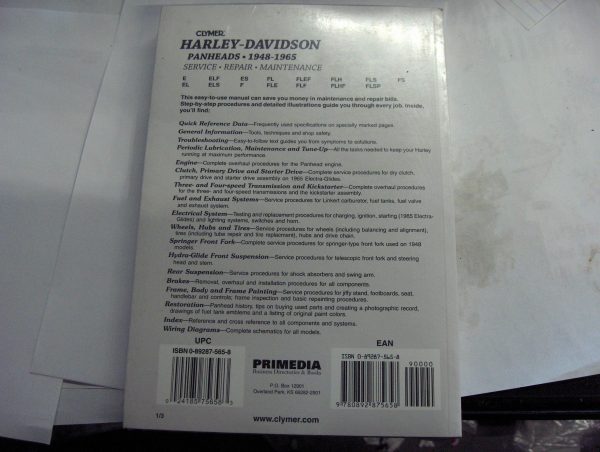 CLYMER®
HARLEY-DAVIDSON
PANHEADS • 1948-1965
SERVICE • REPAIR • MAINTENANCE
E ELF ES FL FLEF FLH FLS FS
EL ELS F FLE FLF FLHF FLSP
This easy-to-use manual can save you money in maintenance and repair bills.
Step-by-step procedures and detailed illustrations guide you through every job. Inside,
you'll find:
Quick Reference Data—Frequently used specifications on specially marked pages.
General Information—Tools, techniques and shop safety.
Troubleshooting—Easy-to-follow text guides you from symptoms to solutions.
Periodic Lubrication, Maintenance and Tune-Up—All the tasks needed to keep your Harley
running at maximum performance.
Engine—Complete overhaul procedures for the Panhead engine.
Clutch, Primary Drive and Starter Drive—Complete service procedures for dry clutch,
primary drive and starter drive assembly on 1965 Electra-Glides.
Three- and Four-speed Transmission and Kickstarter—Complete overhaul procedures
for the three- and four-speed transmissions and the kickstarter assembly.
Fuel and Exhaust Systems—Service procedures for Linkert carburetor, fuel tanks, fuel valve
and exhaust system.
Electrical System—Testing and replacement procedures for charging, ignition, starting (1965 Electra-
Glides) and lighting systems, switches and horn.
Wheels, Hubs and Tires—Service procedures for wheels (including balancing and alignment),
tires (including tube repair and tire replacement), hubs and drive chain.
Springer Front Fork—Complete service procedures for springer-type front fork used on 1948
models.
Hydra-Glide Front Suspension—Service procedures for telescopic front fork and steering
head and stem.
Rear Suspension—Service procedures for shock absorbers and swing arm.
Brakes—Removal, overhaul and installation procedures for all components.
Frame, Body and Frame Painting—Service procedures for jiffy stand, footboards, seat,
handlebar and controls; frame inspection and basic repainting procedures.
Restoration—Panhead history, tips on buying used parts and creating a photographic record,
drawings of fuel tank emblems and a listing of original paint colors.
Index—Reference and cross reference to all components and systems.
Wiring Diagrams—Complete schematics for all models.
UPC
ISBN 0-89287-565-8
0 24185 75658 3
PRIMEDIA
Business Directories & Books
P.O. Box 12901
Overland Park, KS 66282-2901
EAN
ISBN 0-89287-565-8
90000
9 780892 875658
1/3
www.clymer.com